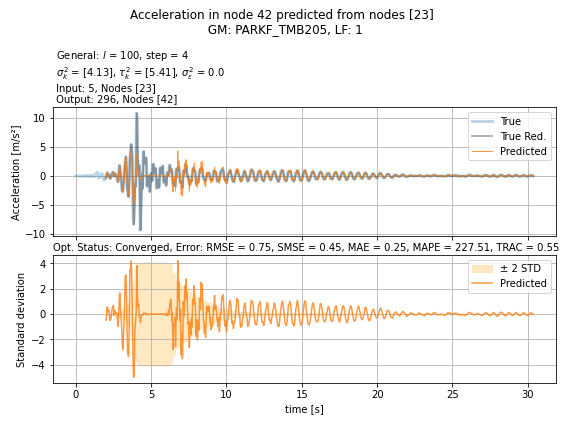 Acceleration in node 42 predicted from nodes [23]
GM: PARKF_TMB205, LF: 1
General: l = 100, step = 4
σ²ₖ = [4.13], τ²ₖ = [5.41], σ²ε = 0.0
Input: 5, Nodes [23]
Output: 296, Nodes [42]
Acceleration [m/s²]
10
5
0
−5
−10
True
True Red.
Predicted
Opt. Status: Converged, Error: RMSE = 0.75, SMSE = 0.45, MAE = 0.25, MAPE = 227.51, TRAC = 0.55
Standard deviation
4
2
0
−2
−4
± 2 STD
Predicted
0 5 10 15 20 25 30
time [s]